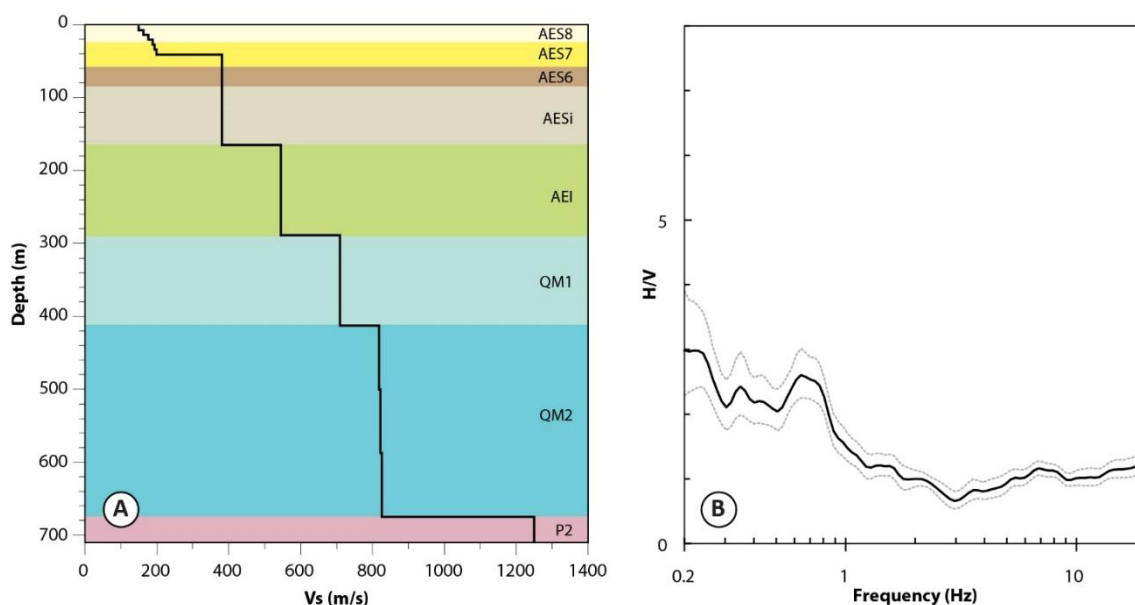 0
100
200
300
400
500
600
700
Depth (m)
AES8
AES7
AES6
AESi
AEI
QM1
QM2
P2
A
0 200 400 600 800 1000 1200 1400
Vs (m/s)
H/V
5
0
B
0.2 1 10
Frequency (Hz)